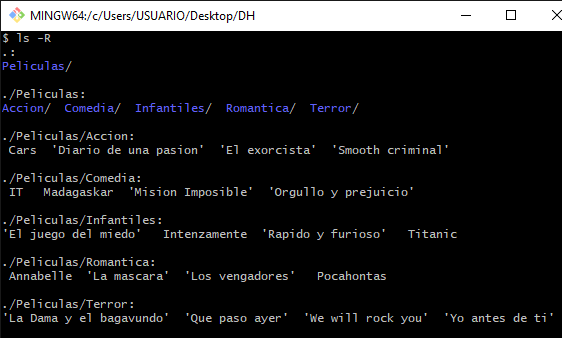 MINGW64:/c/Users/USUARIO/Desktop/DH
$ ls -R
.:
Peliculas/
./Peliculas:
Accion/  Comedia/  Infantiles/  Romantica/  Terror/
./Peliculas/Accion:
Cars  'Diario de una pasion'  'El exorcista'  'Smooth criminal'
./Peliculas/Comedia:
IT   Madagaskar  'Mision Imposible'  'Orgullo y prejuicio'
./Peliculas/Infantiles:
'El juego del miedo'   Intenzamente  'Rapido y furioso'   Titanic
./Peliculas/Romantica:
Annabelle  'La mascara'  'Los vengadores'   Pocahontas
./Peliculas/Terror:
'La Dama y el bagavundo'  'Que paso ayer'  'We will rock you'  'Yo antes de ti'